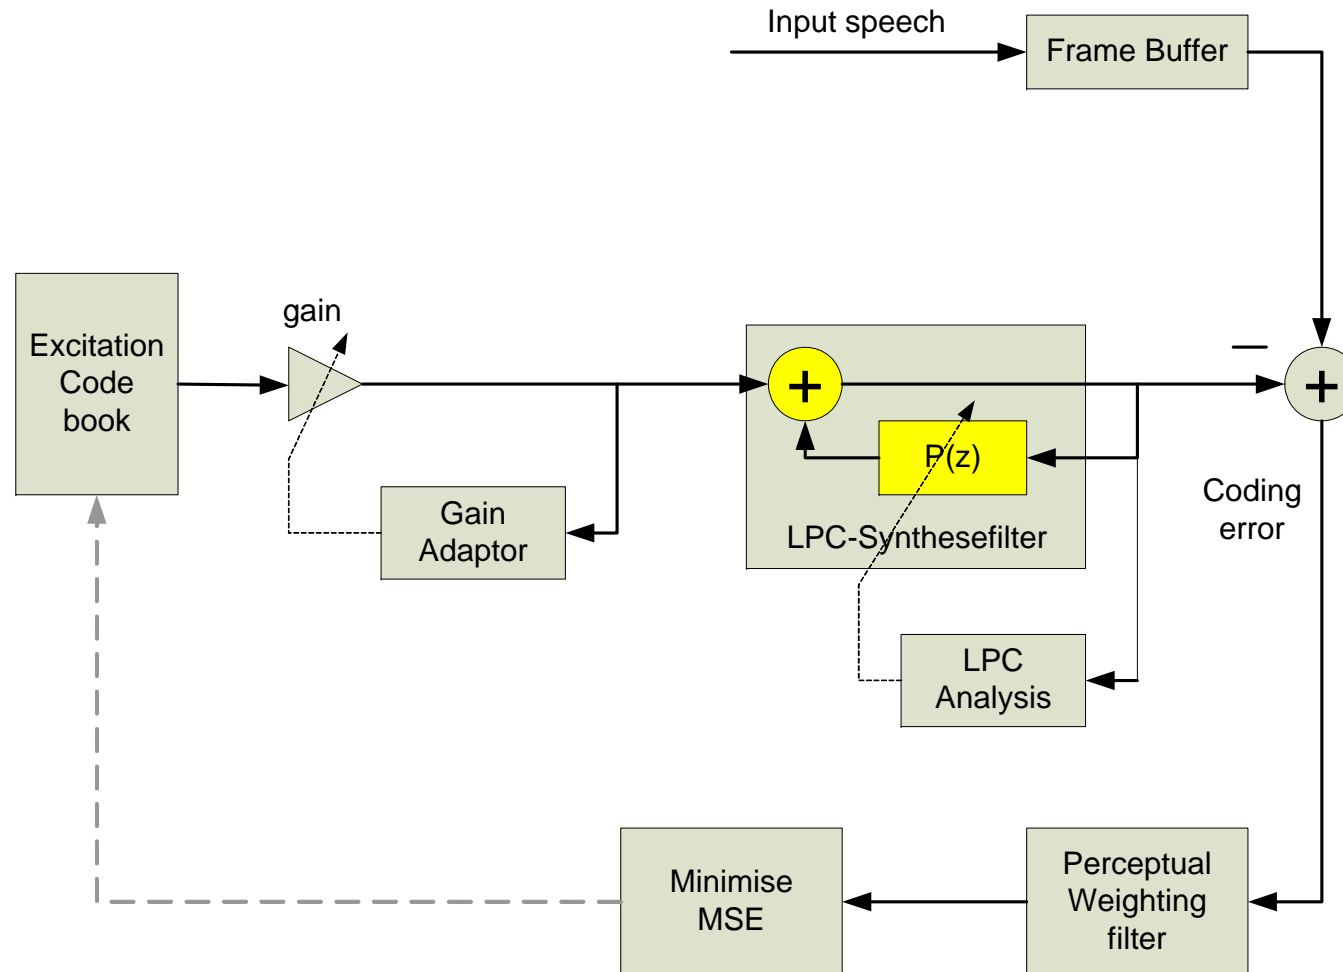 Input speech
Frame Buffer
gain
Excitation
Code
book
+
P(z)
LPC-Synthesefilter
–
+
Gain
Adaptor
Coding
error
LPC
Analysis
Minimise
MSE
Perceptual
Weighting
filter